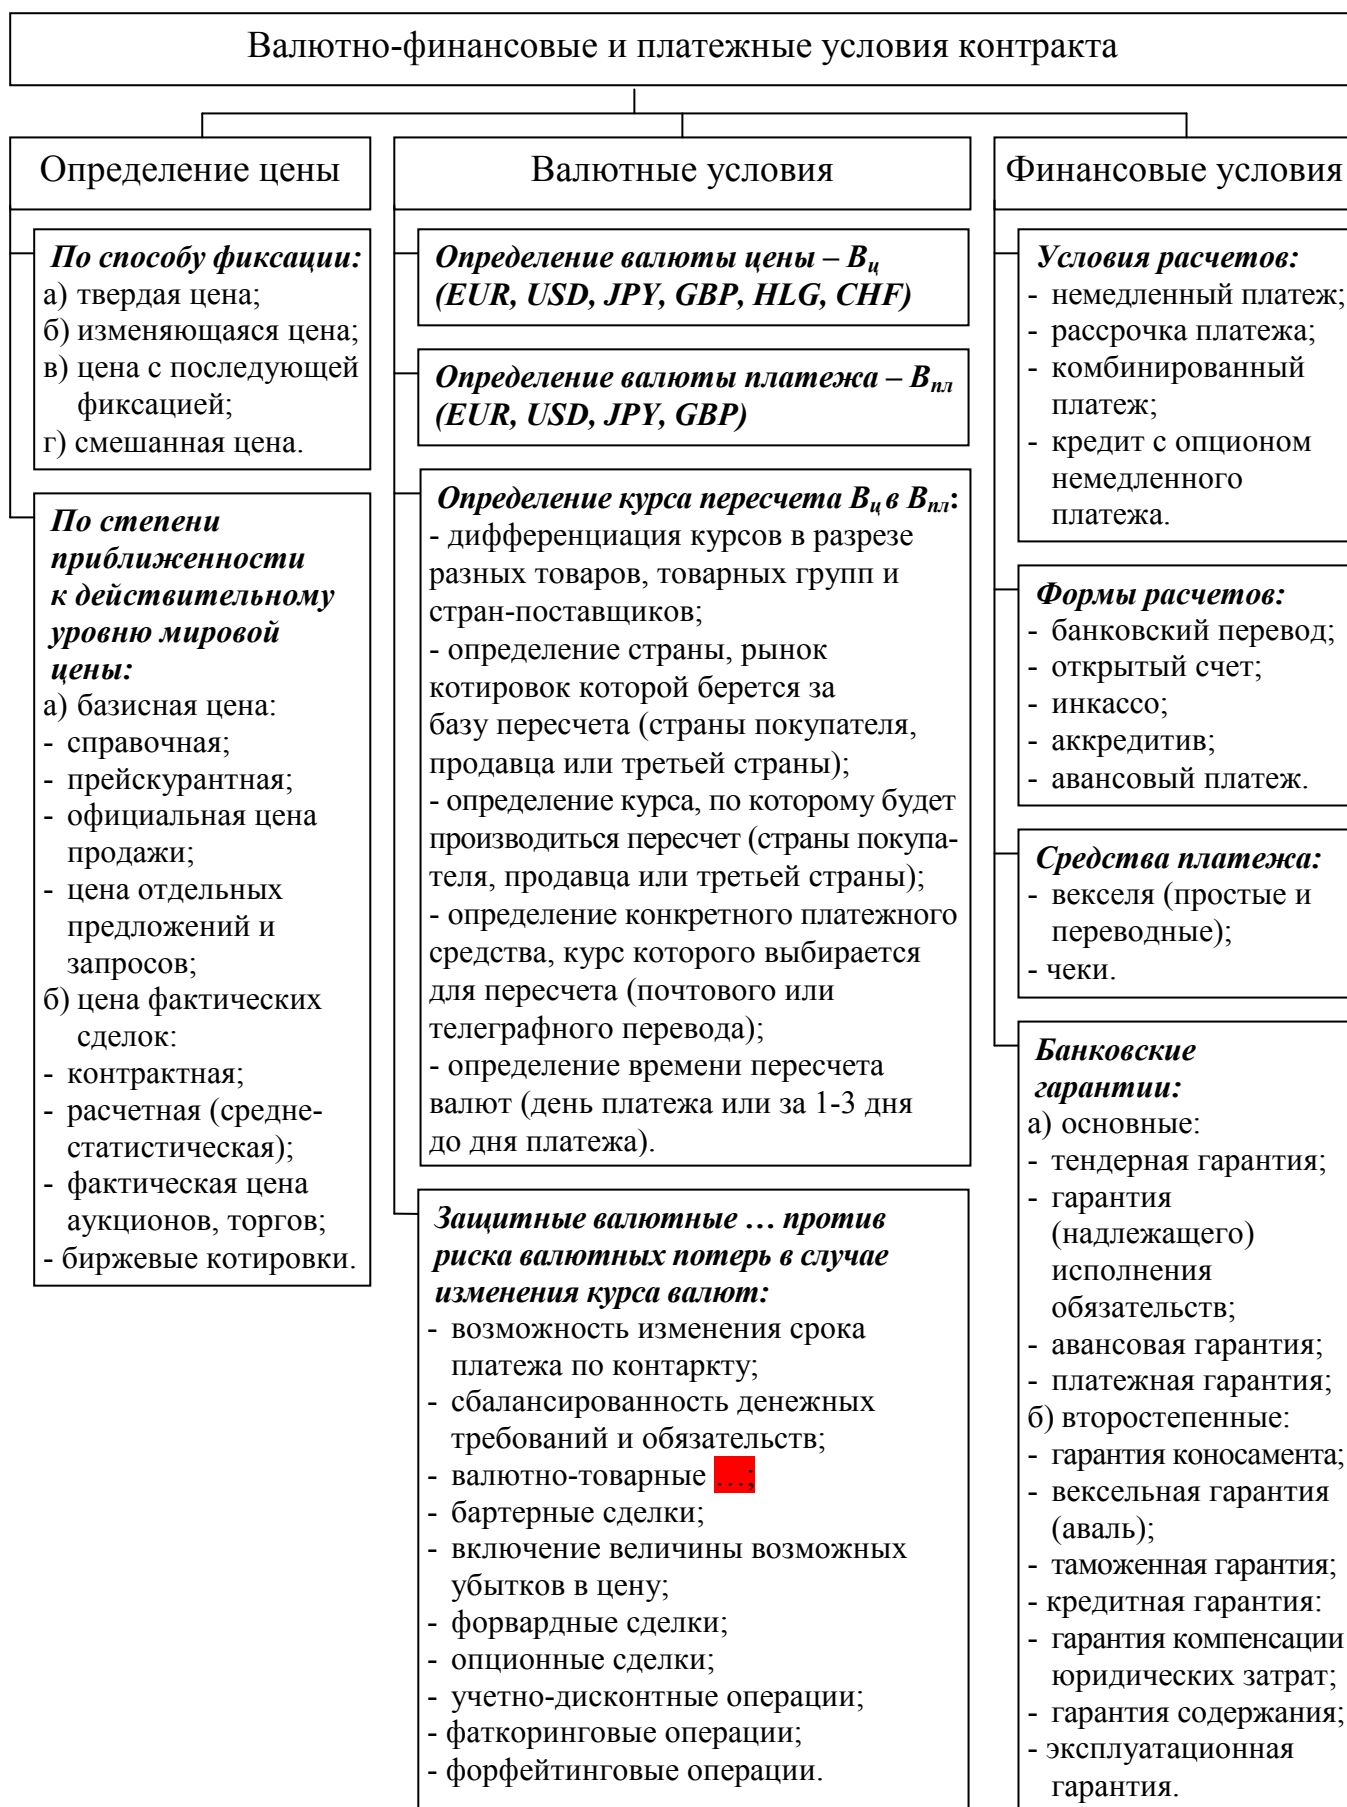 Валютно-финансовые и платежные условия контракта
Определение цены
По способу фиксации:
а) твердая цена;
б) изменяющаяся цена;
в) цена с последующей
фиксацией;
г) смешанная цена.
По степени
приближенности
к действительному
уровню мировой
цены:
а) базисная цена:
- справочная;
- прейскурантная;
- официальная цена
продажи;
- цена отдельных
предложений и
запросов;
б) цена фактических
сделок:
- контрактная;
- расчетная (средне-
статистическая);
- фактическая цена
аукционов, торгов;
- биржевые котировки.
Валютные условия
Определение валюты цены – Вц
(EUR, USD, JPY, GBP, HLG, CHF)
Определение валюты платежа – Впл
(EUR, USD, JPY, GBP)
Определение курса пересчета Вц в Впл:
- дифференциация курсов в разрезе
разных товаров, товарных групп и
стран-поставщиков;
- определение страны, рынок
котировок которой берется за
базу пересчета (страны покупателя,
продавца или третьей страны);
- определение курса, по которому будет
производиться пересчет (страны покупа-
теля, продавца или третьей страны);
- определение конкретного платежного
средства, курс которого выбирается
для пересчета (почтового или
телеграфного перевода);
- определение времени пересчета
валют (день платежа или за 1-3 дня
до дня платежа).
Защитные валютные … против
риска валютных потерь в случае
изменения курса валют:
- возможность изменения срока
платежа по контаркту;
- сбалансированность денежных
требований и обязательств;
- валютно-товарные …;
- бартерные сделки;
- включение величины возможных
убытков в цену;
- форвардные сделки;
- опционные сделки;
- учетно-дисконтные операции;
- фаткоринговые операции;
- форфейтинговые операции.
Финансовые условия
Условия расчетов:
- немедленный платеж;
- рассрочка платежа;
- комбинированный
платеж;
- кредит с опционом
немедленного
платежа.
Формы расчетов:
- банковский перевод;
- открытый счет;
- инкассо;
- аккредитив;
- авансовый платеж.
Средства платежа:
- векселя (простые и
переводные);
- чеки.
Банковские
гарантии:
а) основные:
- тендерная гарантия;
- гарантия
(надлежащего)
исполнения
обязательств;
- авансовая гарантия;
- платежная гарантия;
б) второстепенные:
- гарантия коносамента;
- вексельная гарантия
(аваль);
- таможенная гарантия;
- кредитная гарантия:
- гарантия компенсации
юридических затрат;
- гарантия содержания;
- эксплуатационная
гарантия.